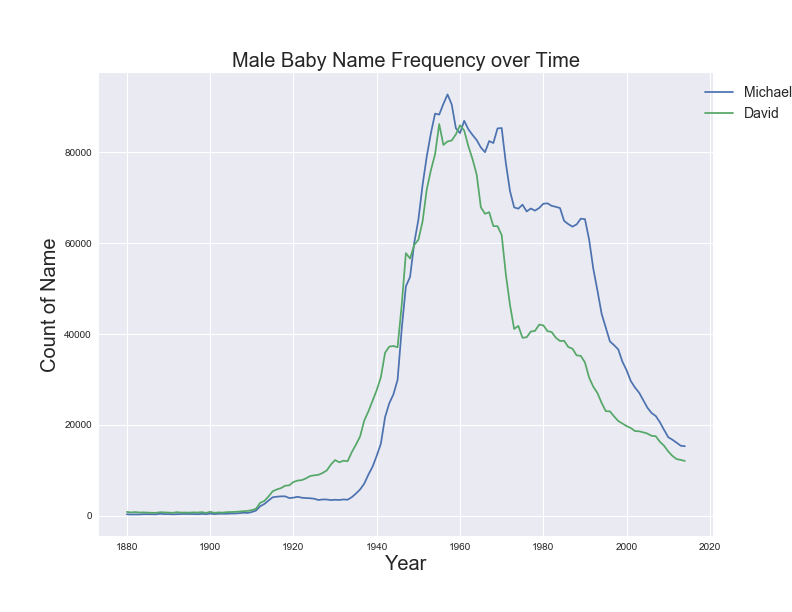 Male Baby Name Frequency over Time
Michael
David
80000
60000
40000
20000
0
Count of Name
1880 1900 1920 1940 1960 1980 2000 2020
Year